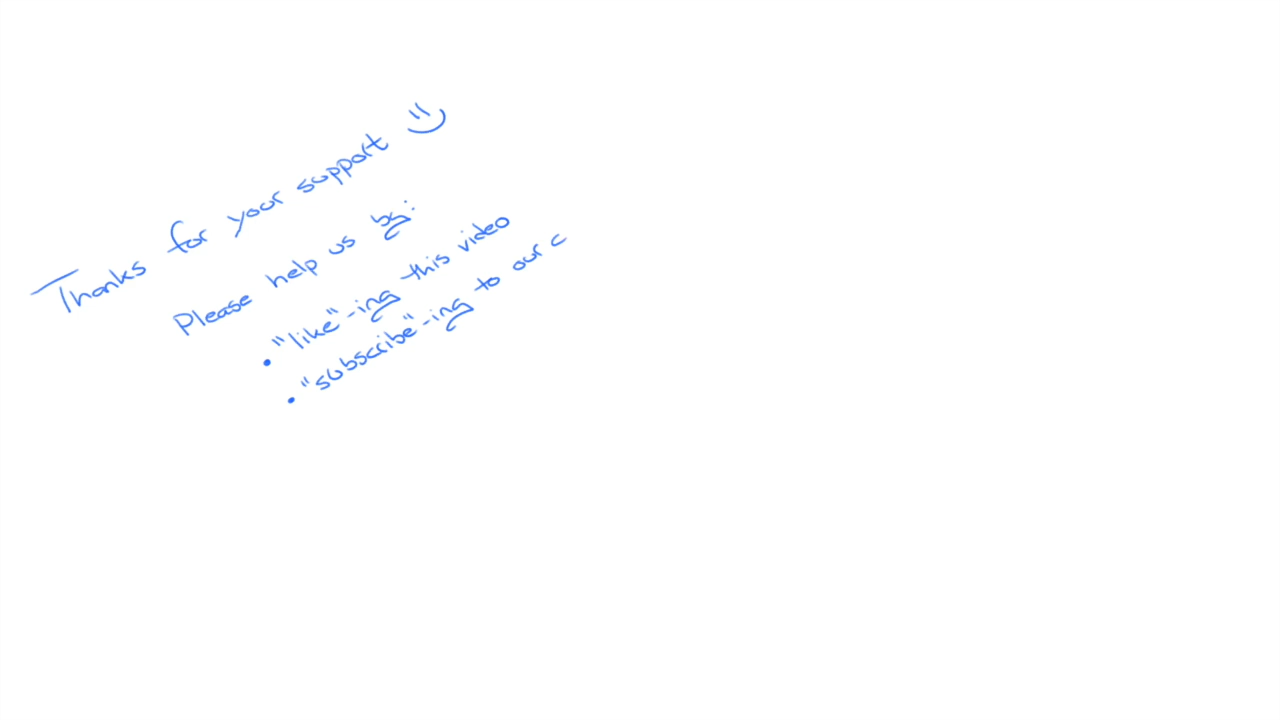 Thanks for your support :)
Please help us by:
• "like"-ing this video
• "subscribe"-ing to our c